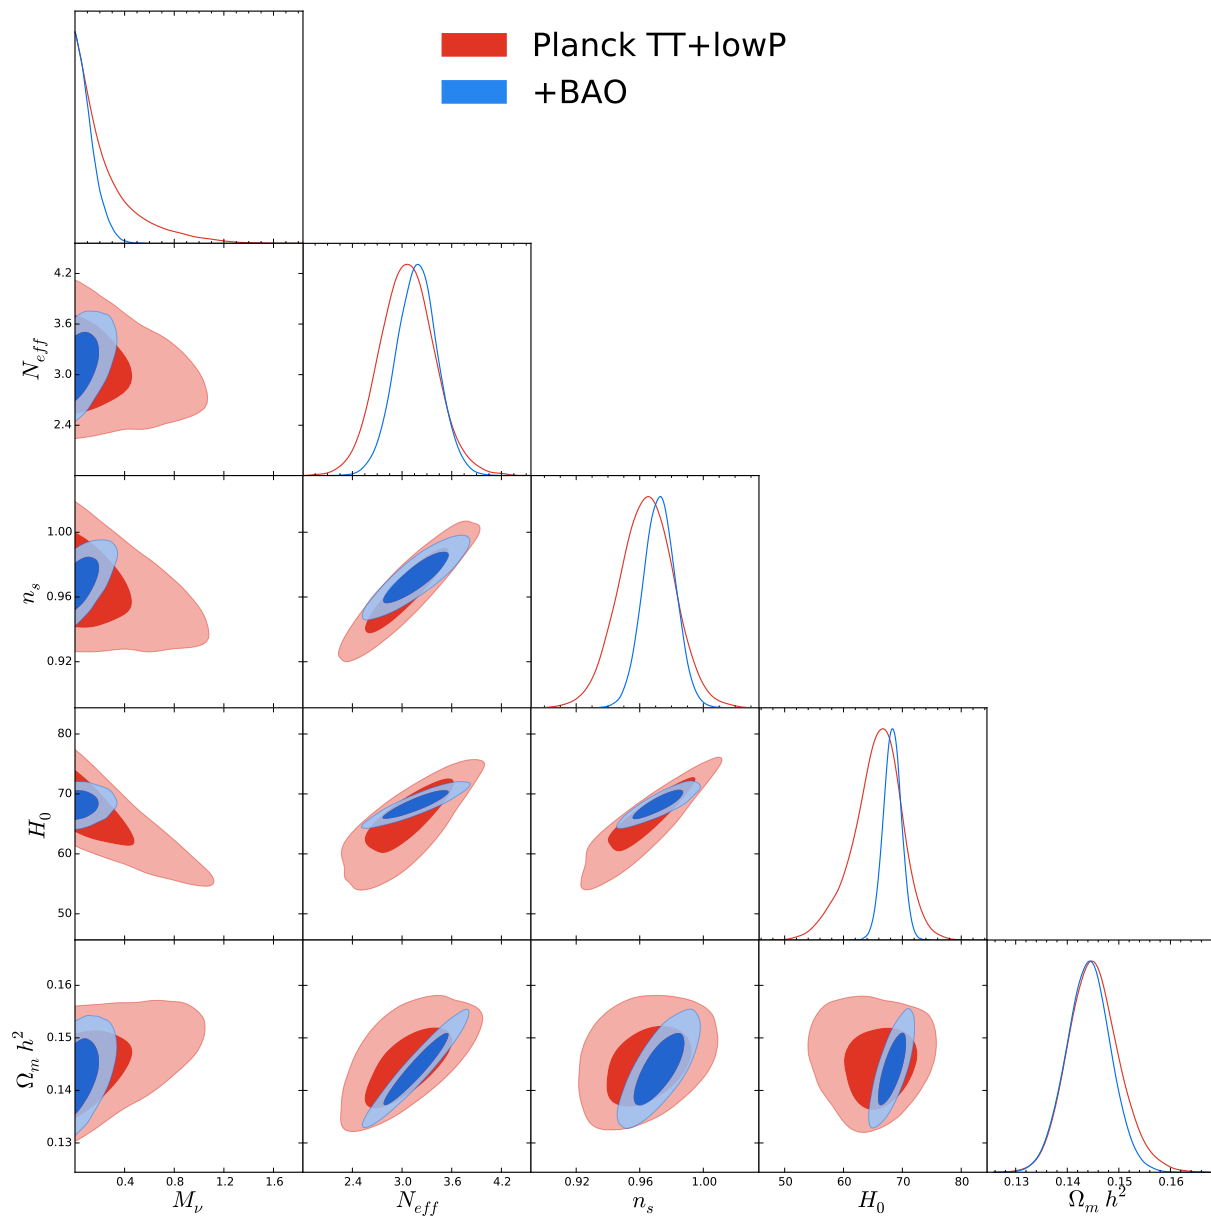 Planck TT+lowP
+BAO
4.2
3.6
3.0
2.4
N_eff
1.00
0.96
0.92
n_s
80
70
60
50
H_0
0.16
0.15
0.14
0.13
Ω_m h^2
0.4 0.8 1.2 1.6
2.4 3.0 3.6 4.2
0.92 0.96 1.00
50 60 70 80
0.13 0.14 0.15 0.16
M_ν
N_eff
n_s
H_0
Ω_m h^2